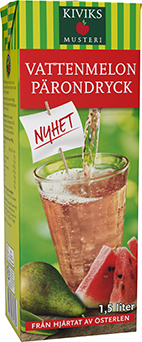 KIVIKS
MUSTERI
VATTENMELON
PÄRONDRYCK
NYHET
1,5 liter
FRÅN HJÄRTAT AV ÖSTERLEN